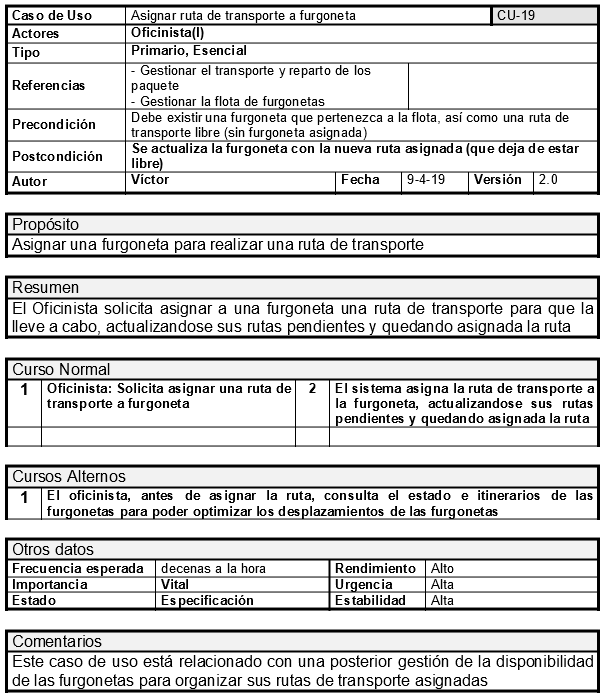 Caso de Uso Asignar ruta de transporte a furgoneta CU-19
Actores Oficinista(I)
Tipo Primario, Esencial
Referencias - Gestionar el transporte y reparto de los
paquete
- Gestionar la flota de furgonetas
Precondición Debe existir una furgoneta que pertenezca a la flota, así como una ruta de
transporte libre (sin furgoneta asignada)
Postcondición Se actualiza la furgoneta con la nueva ruta asignada (que deja de estar
libre)
Autor Víctor Fecha 9-4-19 Versión 2.0
Propósito
Asignar una furgoneta para realizar una ruta de transporte
Resumen
El Oficinista solicita asignar a una furgoneta una ruta de transporte para que la
lleve a cabo, actualizandose sus rutas pendientes y quedando asignada la ruta
Curso Normal
1 Oficinista: Solicita asignar una ruta de
transporte a furgoneta
2 El sistema asigna la ruta de transporte a
la furgoneta, actualizandose sus rutas
pendientes y quedando asignada la ruta
Cursos Alternos
1 El oficinista, antes de asignar la ruta, consulta el estado e itinerarios de las
furgonetas para poder optimizar los desplazamientos de las furgonetas
Otros datos
Frecuencia esperada decenas a la hora Rendimiento Alto
Importancia Vital Urgencia Alta
Estado Especificación Estabilidad Alta
Comentarios
Este caso de uso está relacionado con una posterior gestión de la disponibilidad
de las furgonetas para organizar sus rutas de transporte asignadas